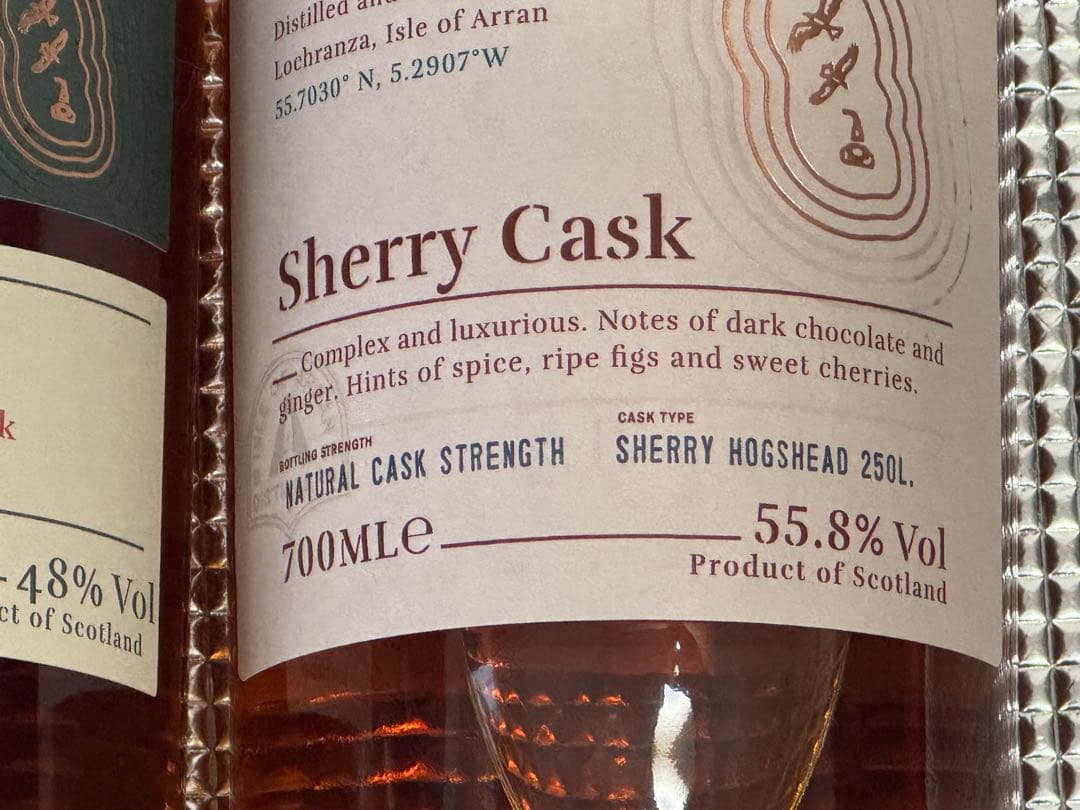 Distilled and
Lochranza, Isle of Arran
55.7030° N, 5.2907°W
Sherry Cask
Complex and luxurious. Notes of dark chocolate and
ginger. Hints of spice, ripe figs and sweet cherries.
BOTTLING STRENGTH
NATURAL CASK STRENGTH
CASK TYPE
SHERRY HOGSHEAD 250L.
700MLe
55.8% Vol
Product of Scotland
k
48% Vol
ct of Scotland